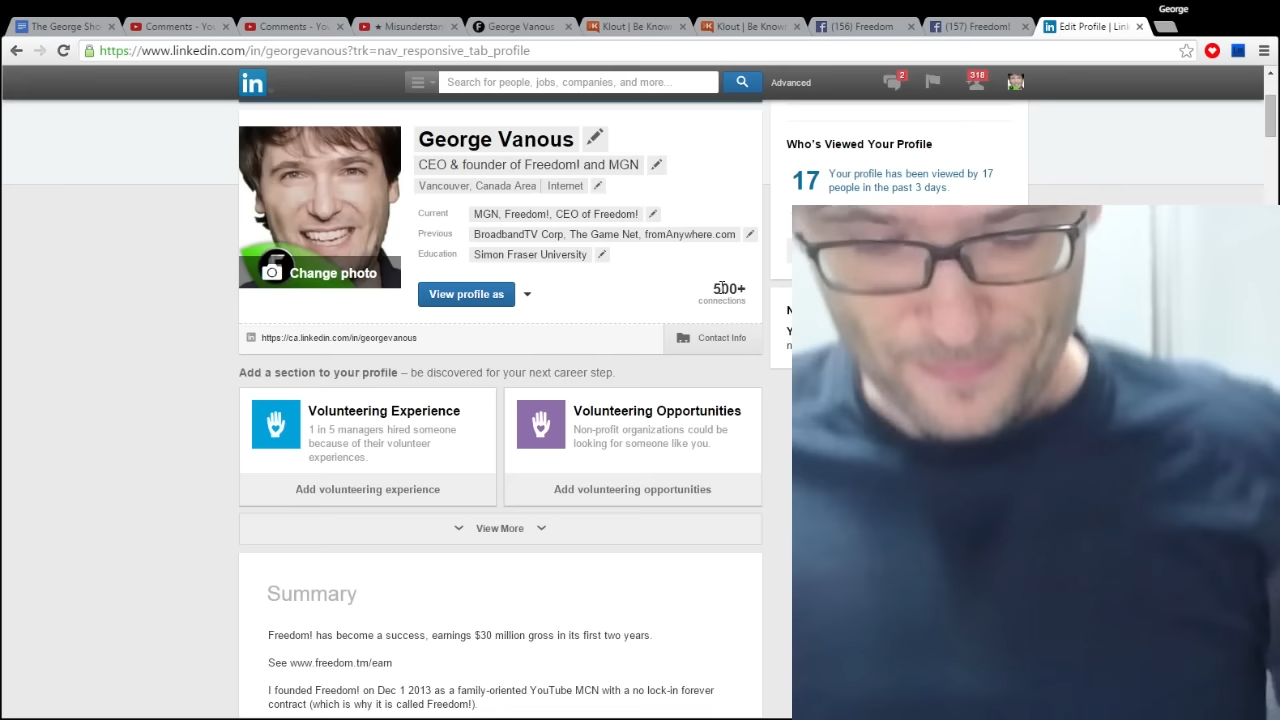 George
The George Sho
Comments - Yo
Comments - Yo
★ Misunderstan
George Vanous
Klout | Be Know
Klout | Be Know
(156) Freedom
(157) Freedom!
Edit Profile | Link
https://www.linkedin.com/in/georgevanous?trk=nav_responsive_tab_profile
in
Search for people, jobs, companies, and more...
Advanced
2
318
George Vanous
CEO & founder of Freedom! and MGN
Vancouver, Canada Area | Internet
Current MGN, Freedom!, CEO of Freedom!
Previous BroadbandTV Corp, The Game Net, fromAnywhere.com
Education Simon Fraser University
Change photo
View profile as
500+
connections
https://ca.linkedin.com/in/georgevanous
Contact Info
Who's Viewed Your Profile
17 Your profile has been viewed by 17
people in the past 3 days.
Add a section to your profile – be discovered for your next career step.
Volunteering Experience
1 in 5 managers hired someone
because of their volunteer
experiences.
Add volunteering experience
Volunteering Opportunities
Non-profit organizations could be
looking for someone like you.
Add volunteering opportunities
View More
Summary
Freedom! has become a success, earnings $30 million gross in its first two years.
See www.freedom.tm/earn
I founded Freedom! on Dec 1 2013 as a family-oriented YouTube MCN with a no lock-in forever
contract (which is why it is called Freedom!).